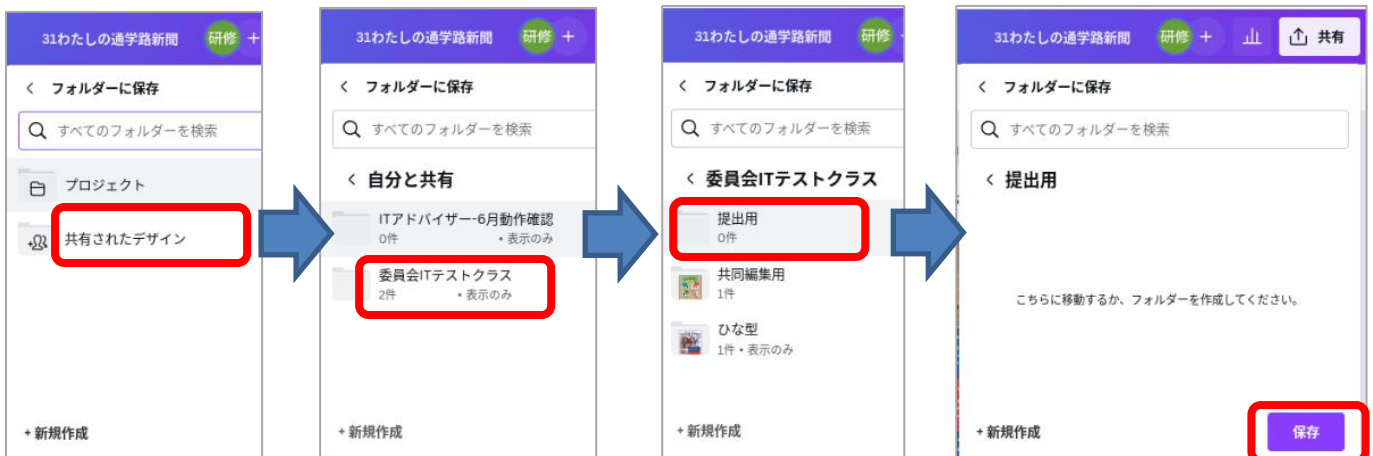 31わたしの通学路新聞 研修 +
フォルダーに保存
すべてのフォルダーを検索
プロジェクト
共有されたデザイン
+ 新規作成
31わたしの通学路新聞 研修 +
フォルダーに保存
すべてのフォルダーを検索
自分と共有
ITアドバイザー-6月動作確認
0件 ・表示のみ
委員会ITテストクラス
2件 ・表示のみ
+ 新規作成
31わたしの通学路新聞 研修
フォルダーに保存
すべてのフォルダーを検索
委員会ITテストクラス
提出用
0件
共同編集用
1件
ひな型
1件・表示のみ
+ 新規作成
31わたしの通学路新聞 研修 + 共有
フォルダーに保存
すべてのフォルダーを検索
提出用
こちらに移動するか、フォルダーを作成してください。
+ 新規作成 保存